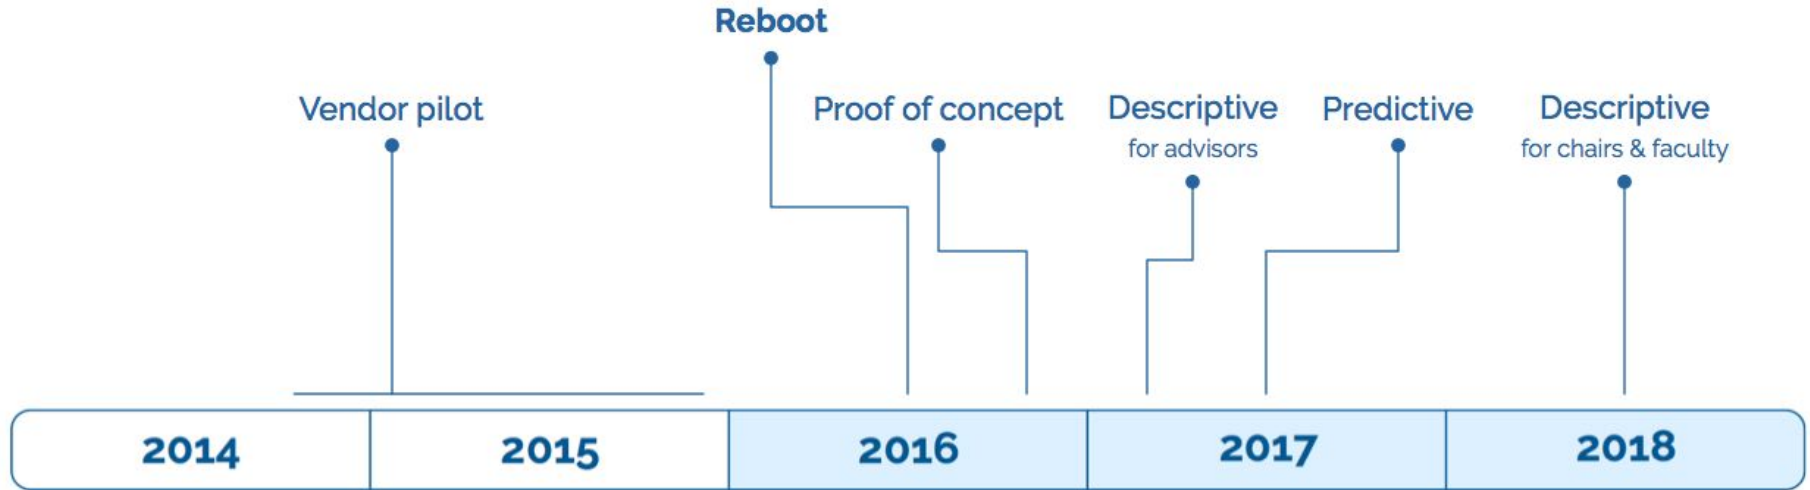 Reboot
Vendor pilot
Proof of concept
Descriptive
for advisors
Predictive
Descriptive
for chairs & faculty
2014
2015
2016
2017
2018